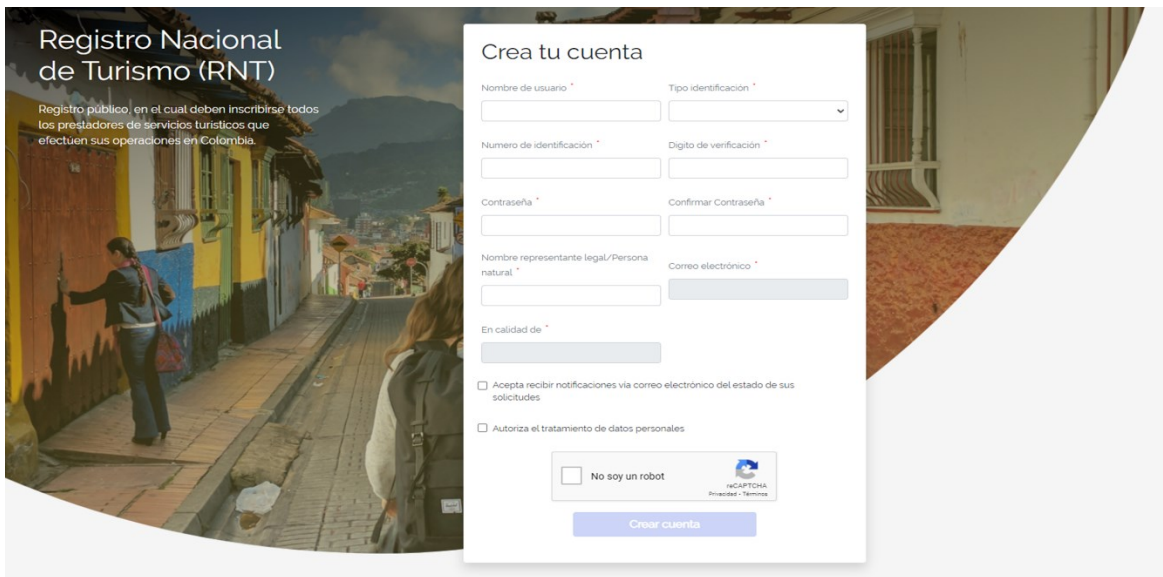 Registro Nacional
de Turismo (RNT)
Registro público, en el cual deben inscribirse todos
los prestadores de servicios turísticos que
efectúen sus operaciones en Colombia.
Crea tu cuenta
Nombre de usuario *
Tipo identificación *
Numero de identificación *
Digito de verificación *
Contraseña *
Confirmar Contraseña *
Nombre representante legal/Persona
natural *
Correo electrónico *
En calidad de *
Acepta recibir notificaciones vía correo electrónico del estado de sus
solicitudes
Autoriza el tratamiento de datos personales
No soy un robot
reCAPTCHA
Privacidad - Términos
Crear cuenta